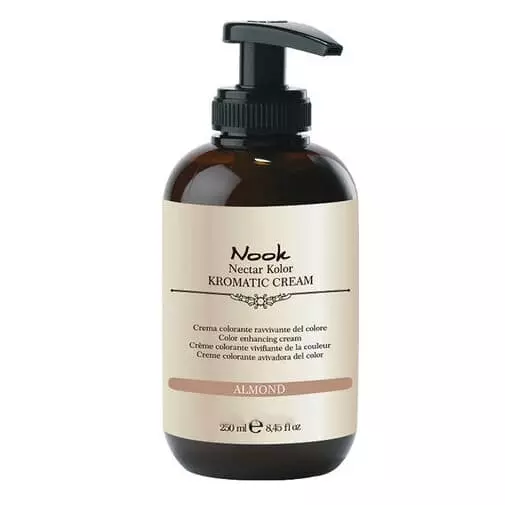 Nook
Nectar Kolor
KROMATIC CREAM
Crema colorante ravvivante del colore
Color enhancing cream
Crème colorante vivifiante de la couleur
Creme colorante avivadora del color
ALMOND
250 ml e 8,45 fl oz